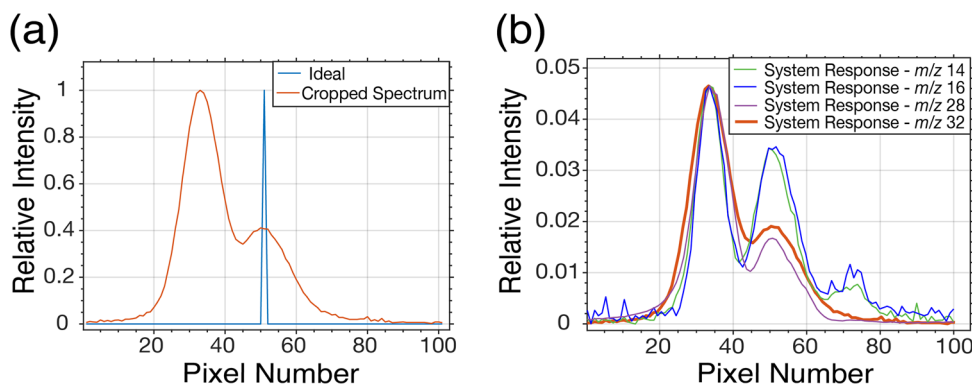 (a)
Ideal
Cropped Spectrum
1
0.8
0.6
0.4
0.2
0
20
40
60
80
100
Relative Intensity
Pixel Number
(b)
System Response - m/z 14
System Response - m/z 16
System Response - m/z 28
System Response - m/z 32
0.05
0.04
0.03
0.02
0.01
0
20
40
60
80
100
Relative Intensity
Pixel Number